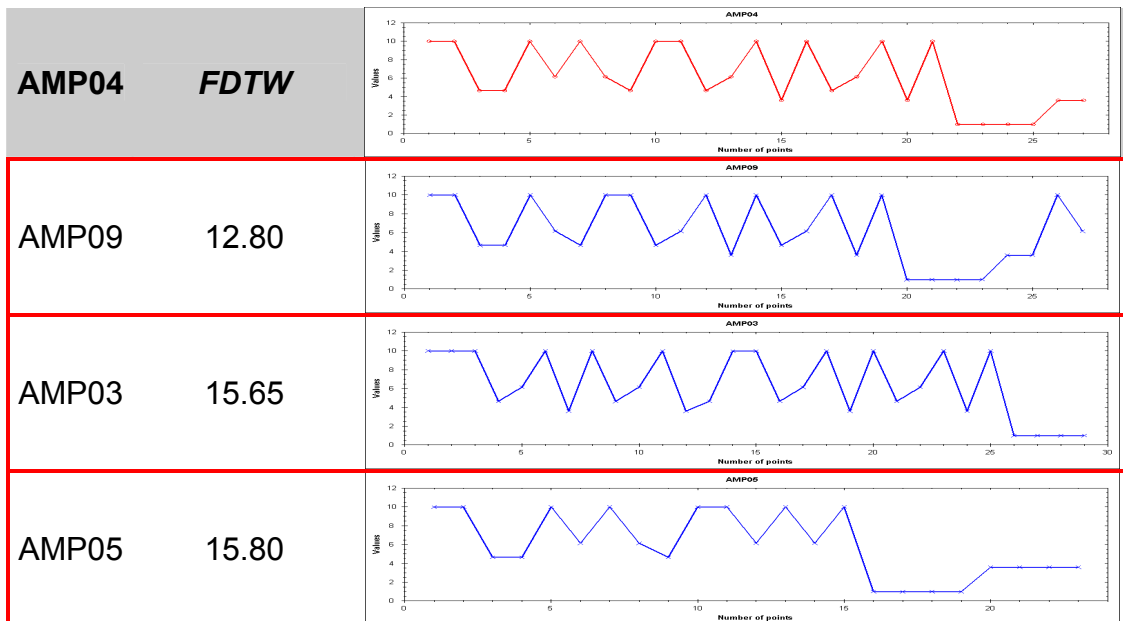 AMP04 FDTW
AMP04
Values
12
10
8
6
4
2
0
0 5 10 15 20 25
Number of points
AMP09 12.80
AMP09
Values
12
10
8
6
4
2
0
0 5 10 15 20 25
Number of points
AMP03 15.65
AMP03
Values
12
10
8
6
4
2
0
0 5 10 15 20 25 30
Number of points
AMP05 15.80
AMP05
Values
12
10
8
6
4
2
0
0 5 10 15 20
Number of points